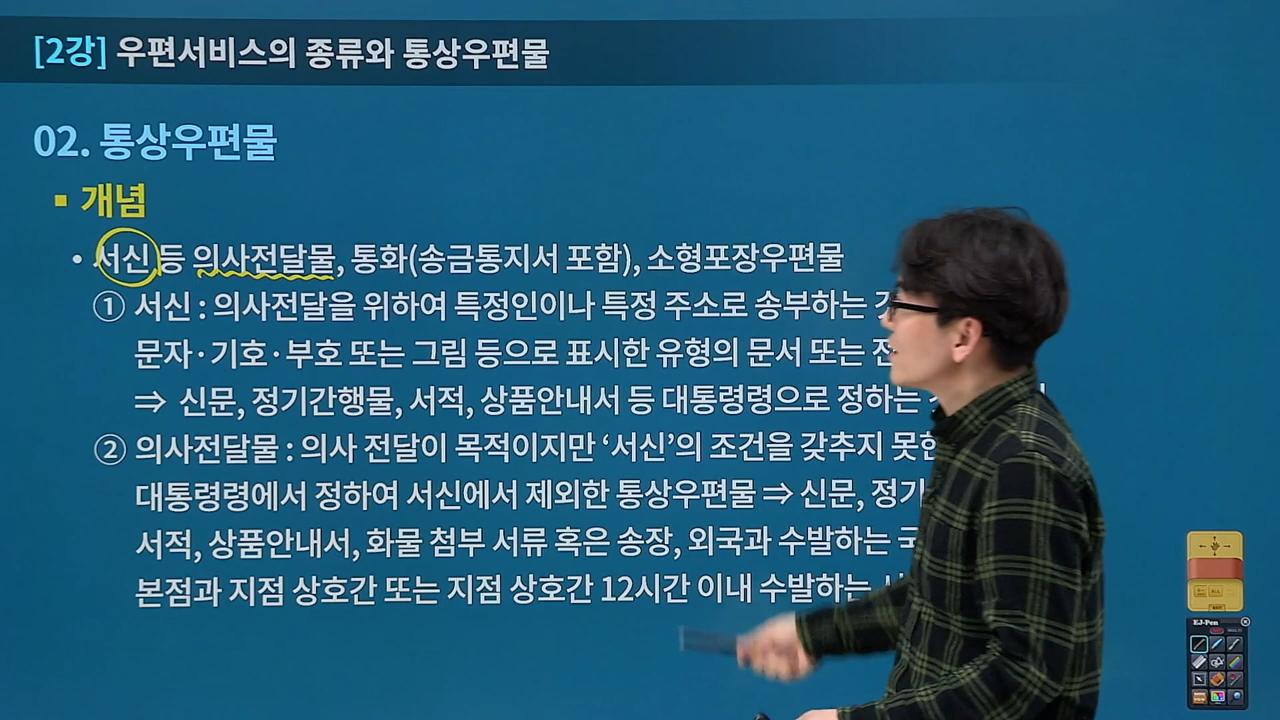 [2강] 우편서비스의 종류와 통상우편물
02. 통상우편물
▪ 개념
• 서신 등 의사전달물, 통화(송금통지서 포함), 소형포장우편물
① 서신 : 의사전달을 위하여 특정인이나 특정 주소로 송부하는
문자·기호·부호 또는 그림 등으로 표시한 유형의 문서 또는
⇒ 신문, 정기간행물, 서적, 상품안내서 등 대통령령으로 정하는
② 의사전달물 : 의사 전달이 목적이지만 ‘서신’의 조건을 갖추지
대통령령에서 정하여 서신에서 제외한 통상우편물 ⇒ 신문, 정기
서적, 상품안내서, 화물 첨부 서류 혹은 송장, 외국과 수발하는
본점과 지점 상호간 또는 지점 상호간 12시간 이내 수발하는
EJ-Pen